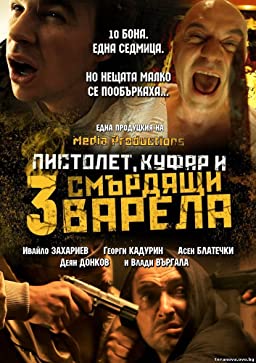 10 БОНА.
ЕДНА СЕДМИЦА.
НО НЕЩАТА МАЛКО
СЕ ПООБЪРКАХА...
ЕДНА ПРОДУКЦИЯ НА
Media Productions
ПИСТОЛЕТ, КУФАР И
3 СМЪРДЯЩИ
ВАРЕЛА
ИВАЙЛО ЗАХАРИЕВ ГЕОРГИ КАДУРИН АСЕН БЛАТЕЧКИ
ДЕЯН ДОНКОВ И ВЛАДИ ВЪРГАЛА